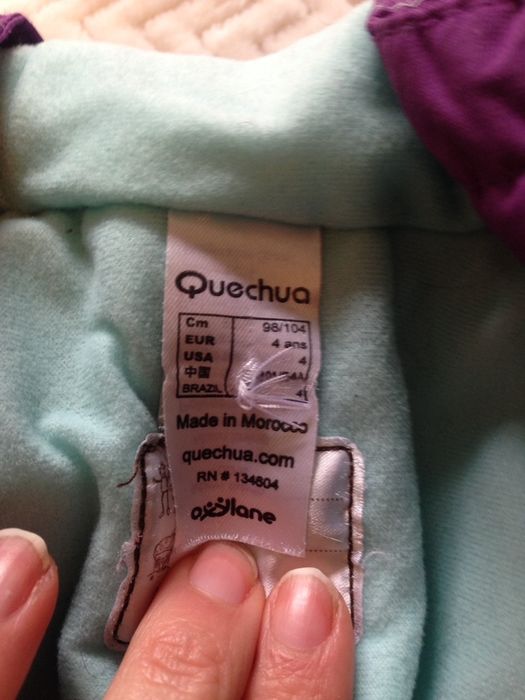 Quechua
Cm 98/104
EUR 4 ans
USA 4
中国
BRAZIL 4
Made in Morocco
quechua.com
RN # 134604
oxylane